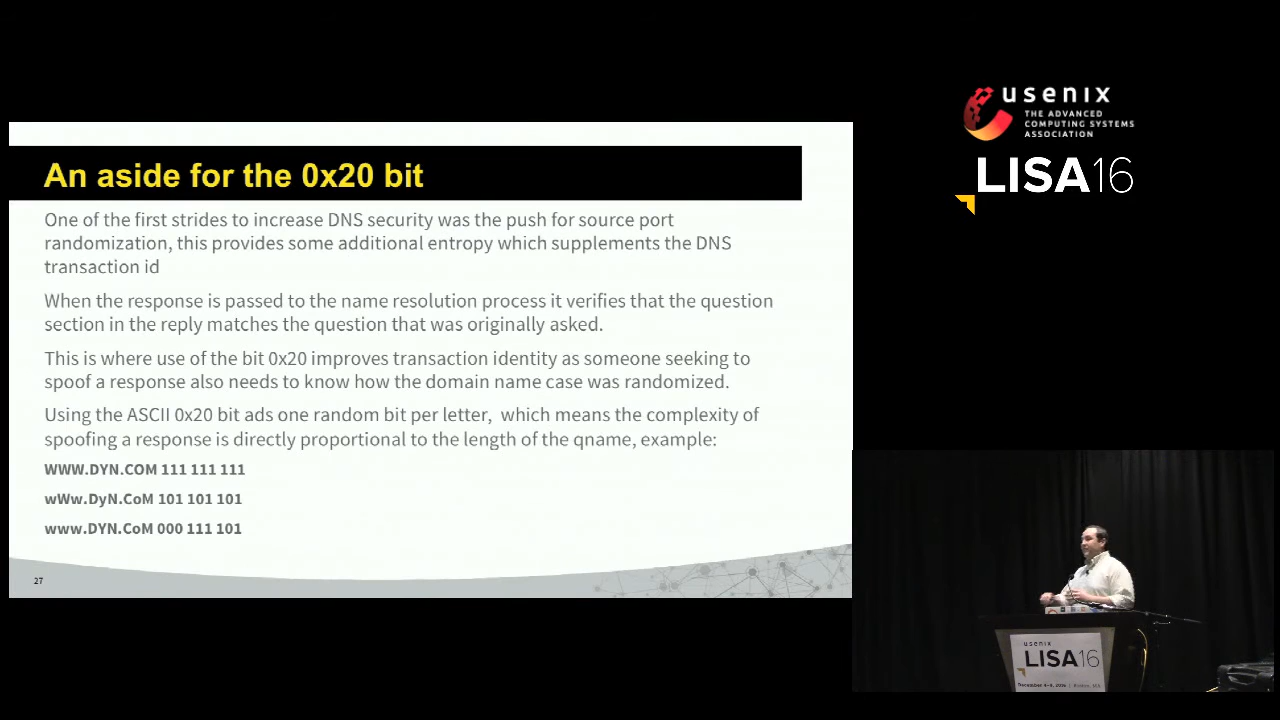 An aside for the 0x20 bit
One of the first strides to increase DNS security was the push for source port
randomization, this provides some additional entropy which supplements the DNS
transaction id
When the response is passed to the name resolution process it verifies that the question
section in the reply matches the question that was originally asked.
This is where use of the bit 0x20 improves transaction identity as someone seeking to
spoof a response also needs to know how the domain name case was randomized.
Using the ASCII 0x20 bit ads one random bit per letter,  which means the complexity of
spoofing a response is directly proportional to the length of the qname, example:
WWW.DYN.COM 111 111 111
wWw.DyN.CoM 101 101 101
www.DYN.CoM 000 111 101
27
usenix
THE ADVANCED
COMPUTING SYSTEMS
ASSOCIATION
LISA16
usenix
LISA16